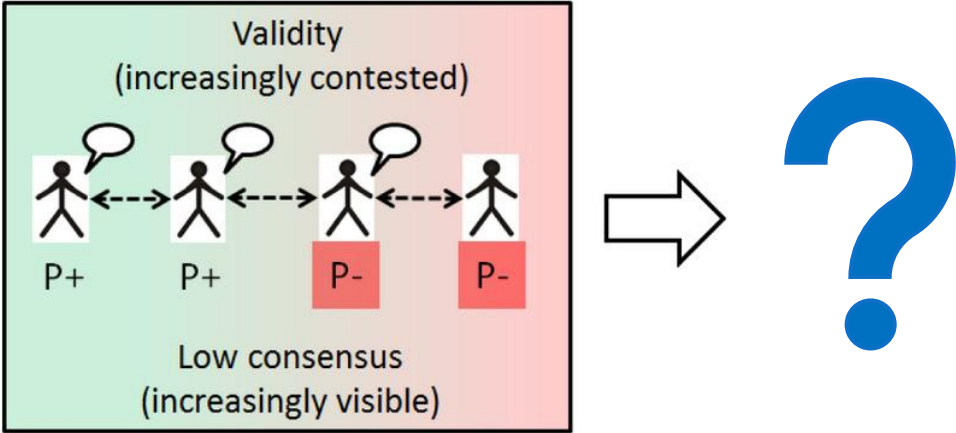 Validity
(increasingly contested)
P+ P+ P- P-
Low consensus
(increasingly visible)
?